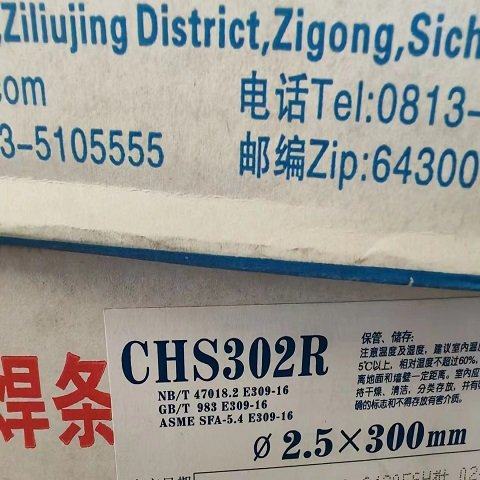 ,Ziliujing District,Zigong,Sich
com
电话Tel:0813-
3-5105555
邮编Zip:64300
焊条
CHS302R
NB/T 47018.2 E309-16
GB/T 983 E309-16
ASME SFA-5.4 E309-16
ø 2.5×300mm
保管、储存:
注意温度及湿度，建议室内温
5℃以上，相对湿度不超过60%，
离地面和墙壁一定距离。室内应
持干燥、清洁，分类存放，并有
确的标志和不得存放有害介质。